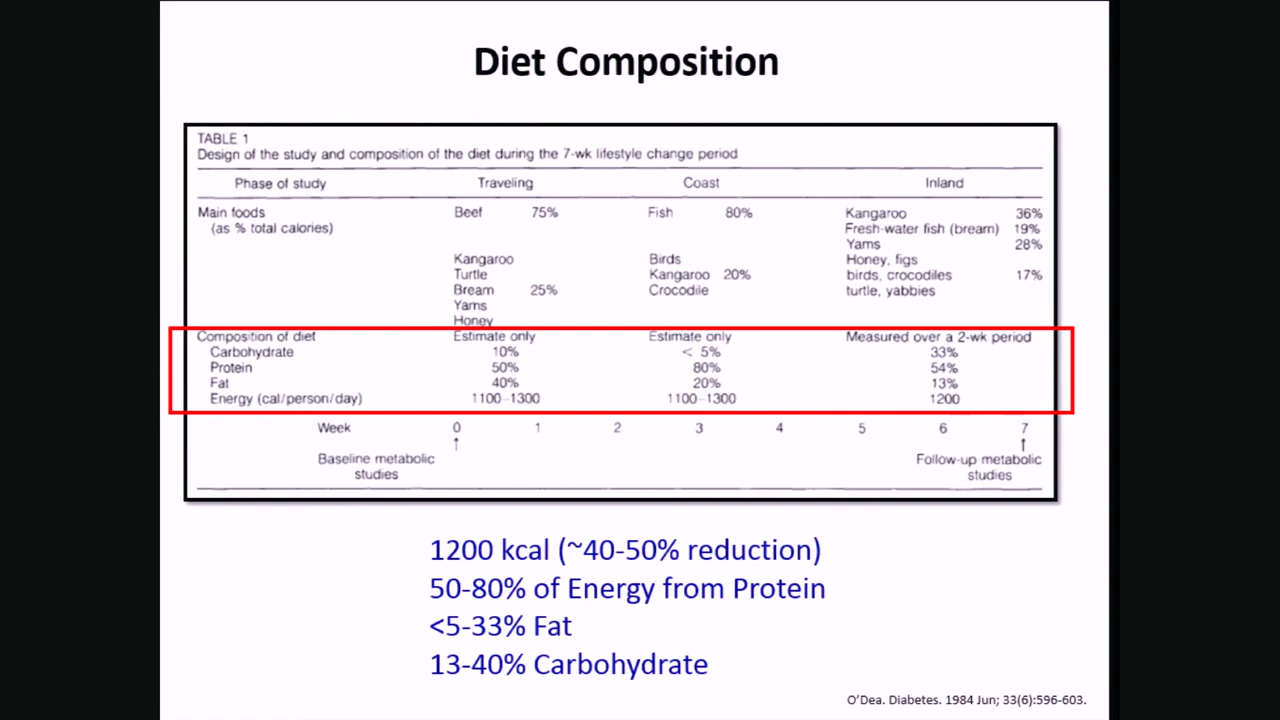 Diet Composition
TABLE 1
Design of the study and composition of the diet during the 7-wk lifestyle change period
Phase of study Traveling Coast Inland
Main foods Beef 75% Fish 80% Kangaroo 36%
(as % total calories) Fresh-water fish (bream) 19%
Yams 28%
Kangaroo Birds Honey, figs
Turtle Kangaroo 20% birds, crocodiles 17%
Bream 25% Crocodile turtle, yabbies
Yams
Honey
Composition of diet Estimate only Estimate only Measured over a 2-wk period
Carbohydrate 10% < 5% 33%
Protein 50% 80% 54%
Fat 40% 20% 13%
Energy (cal/person/day) 1100–1300 1100–1300 1200
Week 0 1 2 3 4 5 6 7
↑ ↑
Baseline metabolic Follow-up metabolic
studies studies
1200 kcal (~40-50% reduction)
50-80% of Energy from Protein
<5-33% Fat
13-40% Carbohydrate
O’Dea. Diabetes. 1984 Jun; 33(6):596-603.